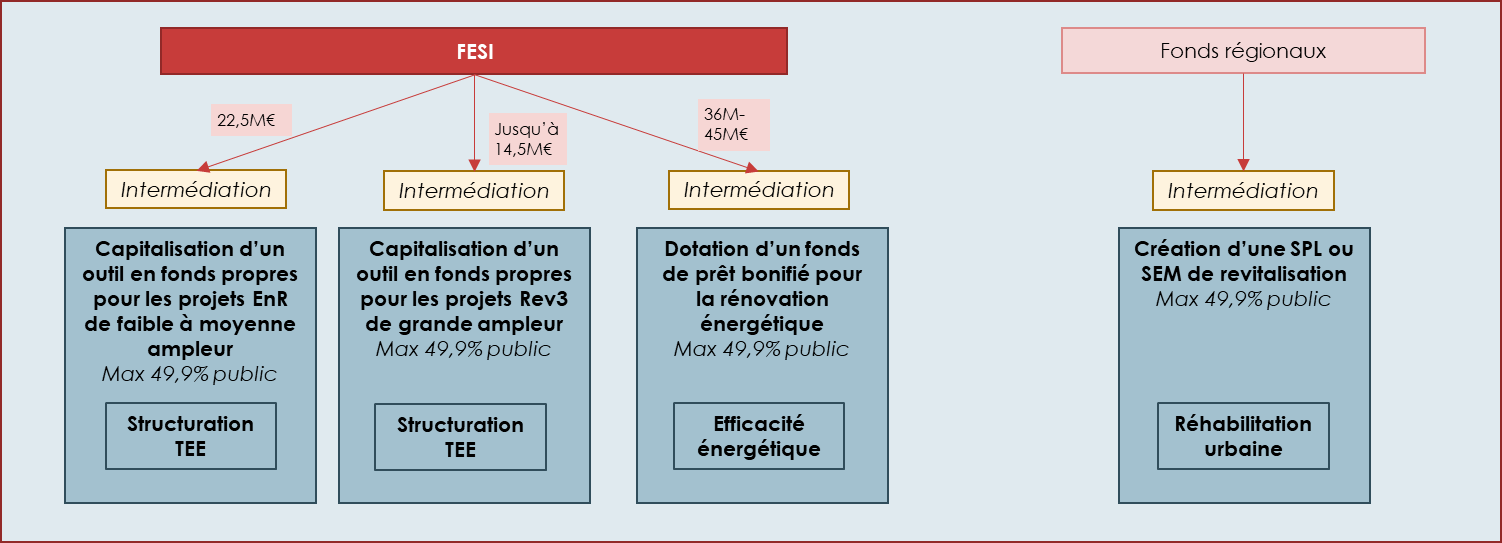 FESI
Fonds régionaux
22,5M€
Jusqu’à
14,5M€
36M-
45M€
Intermédiation
Intermédiation
Intermédiation
Intermédiation
Capitalisation d’un
outil en fonds propres
pour les projets EnR
de faible à moyenne
ampleur
Max 49,9% public
Structuration
TEE
Capitalisation d’un
outil en fonds propres
pour les projets Rev3
de grande ampleur
Max 49,9% public
Structuration
TEE
Dotation d’un fonds
de prêt bonifié pour
la rénovation
énergétique
Max 49,9% public
Efficacité
énergétique
Création d’une SPL ou
SEM de revitalisation
Max 49,9% public
Réhabilitation
urbaine